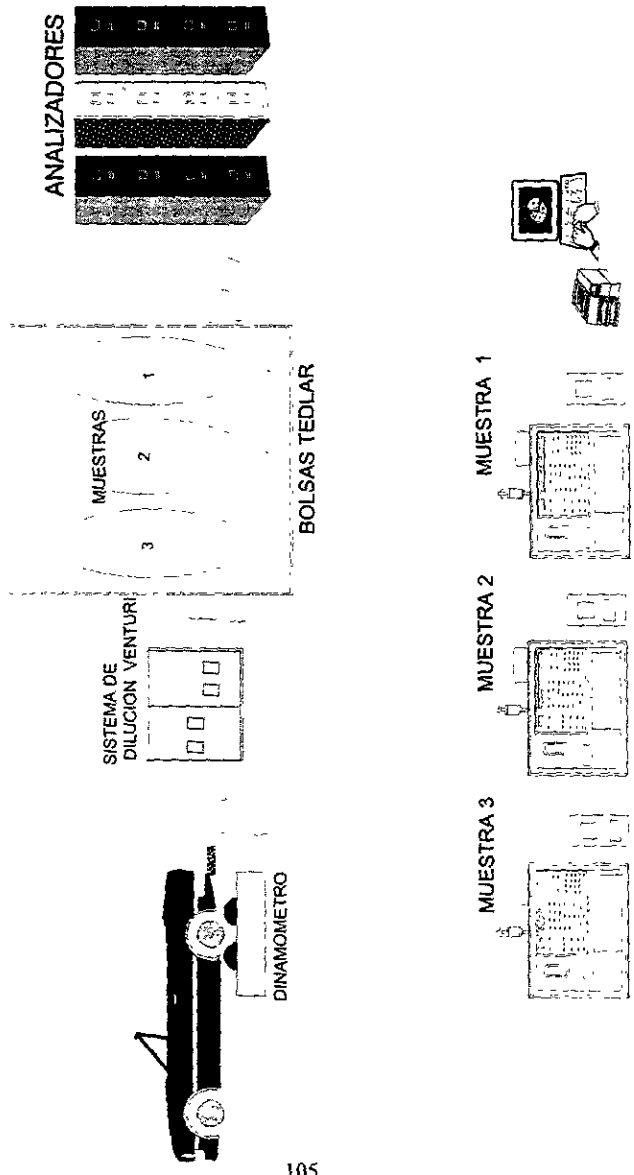 SISTEMA DE
DILUCION VENTURI
MUESTRAS
3
2
1
BOLSAS TEDLAR
ANALIZADORES
DINAMOMETRO
MUESTRA 3
MUESTRA 2
MUESTRA 1
105